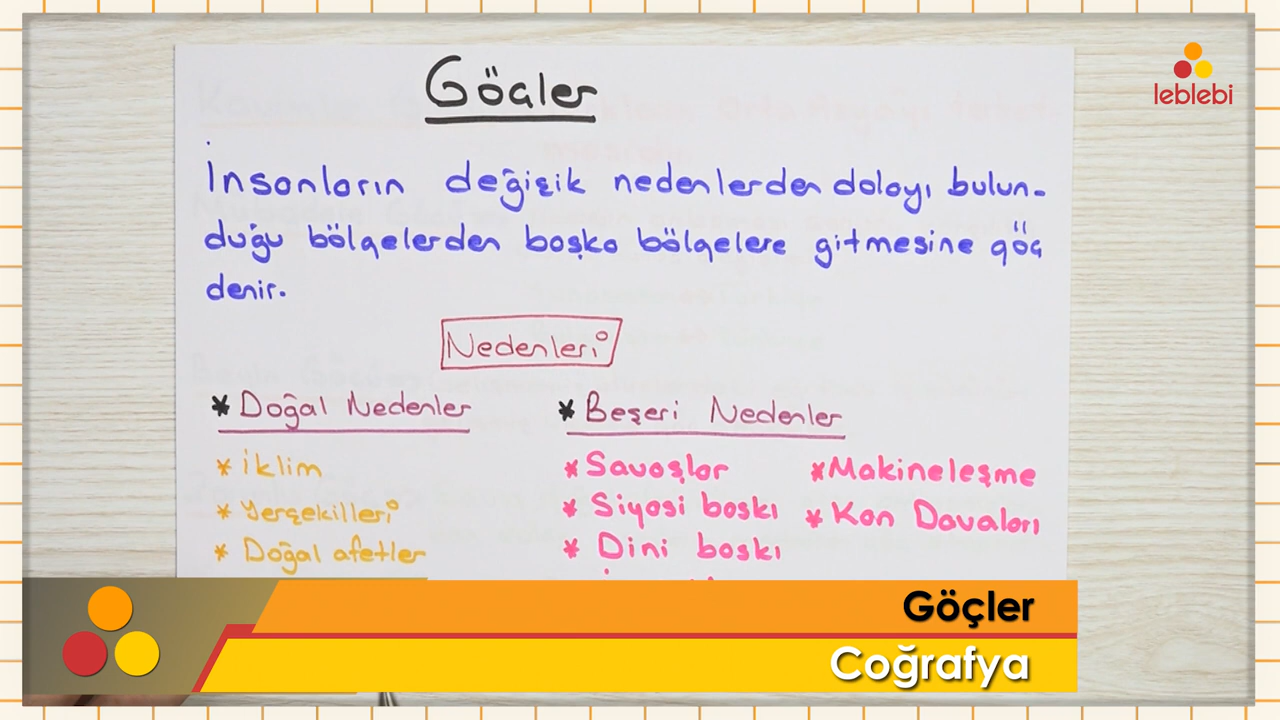 Göçler
leblebi
İnsanların değişik nedenlerden dolayı bulun-
duğu bölgelerden başka bölgelere gitmesine göç
denir.
Nedenleri
* Doğal Nedenler
* Beşeri Nedenler
* İklim
* Savaşlar
* Makineleşme
* Yerşekilleri
* Siyasi baskı
* Kan Davaları
* Doğal afetler
* Dini baskı
Göçler
Coğrafya